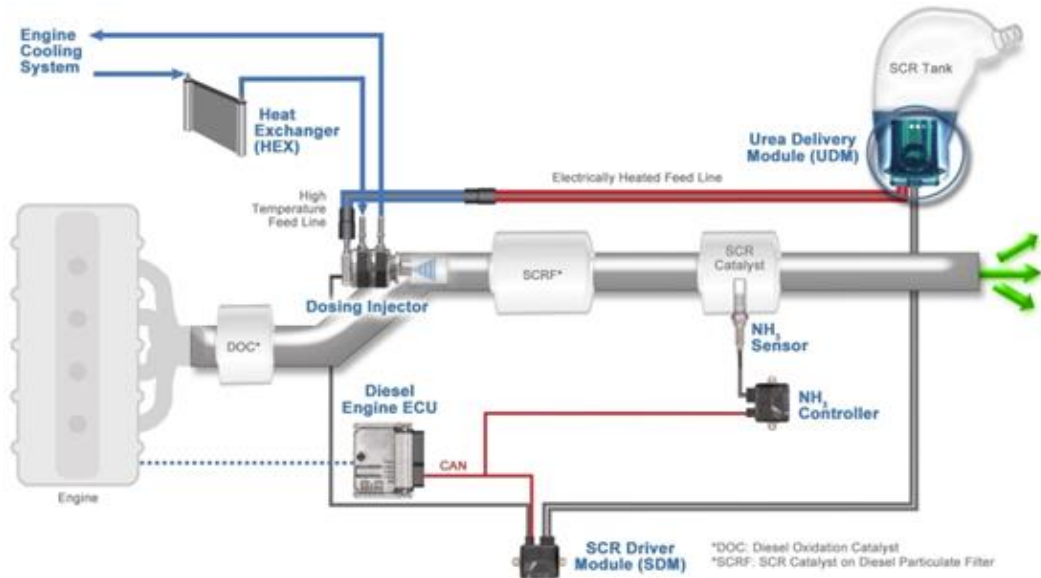 Engine
Cooling
System
Heat
Exchanger
(HEX)
SCR Tank
Urea Delivery
Module (UDM)
Electrically Heated Feed Line
High
Temperature
Feed Line
SCRF*
SCR
Catalyst
Dosing Injector
DOC*
NH₃
Sensor
Diesel
Engine ECU
NH₃
Controller
CAN
Engine
SCR Driver
Module (SDM)
*DOC: Diesel Oxidation Catalyst
*SCRF: SCR Catalyst on Diesel Particulate Filter